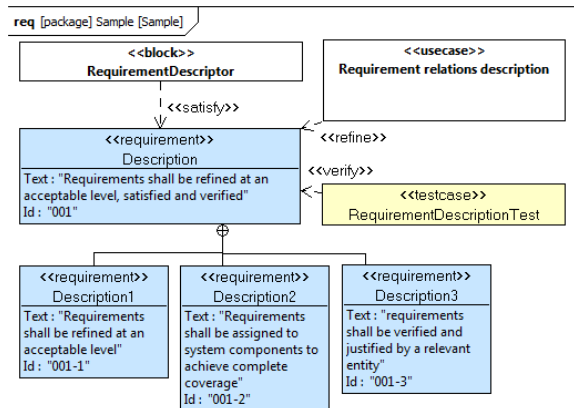 req [package] Sample [Sample]
<<block>>
RequirementDescriptor
<<usecase>>
Requirement relations description
<<satisfy>>
<<refine>>
<<requirement>>
Description
Text : "Requirements shall be refined at an
acceptable level, satisfied and verified"
Id : "001"
<<verify>>
<<testcase>>
RequirementDescriptionTest
<<requirement>>
Description1
Text : "Requirements
shall be refined at an
acceptable level"
Id : "001-1"
<<requirement>>
Description2
Text : "Requirements
shall be assigned to
system components to
achieve complete
coverage"
Id : "001-2"
<<requirement>>
Description3
Text : "requirements
shall be verified and
justified by a relevant
entity"
Id : "001-3"